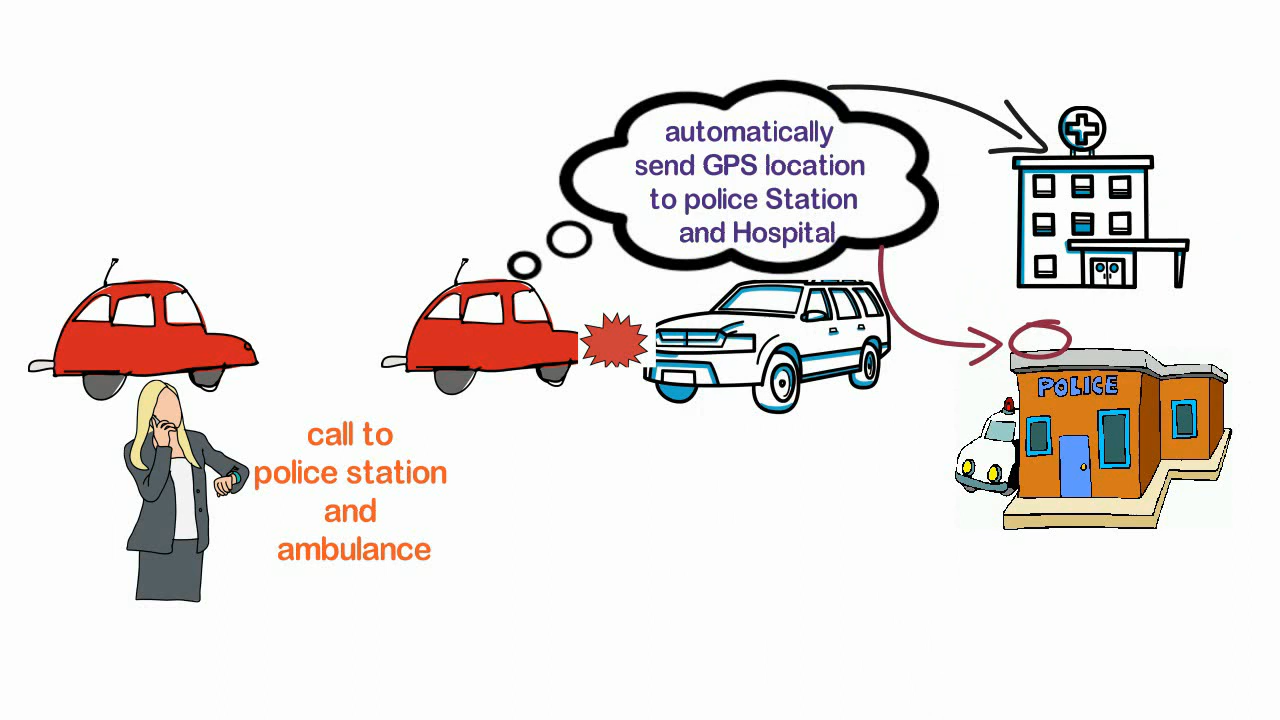 automatically
send GPS location
to police Station
and Hospital
POLICE
call to
police station
and
ambulance